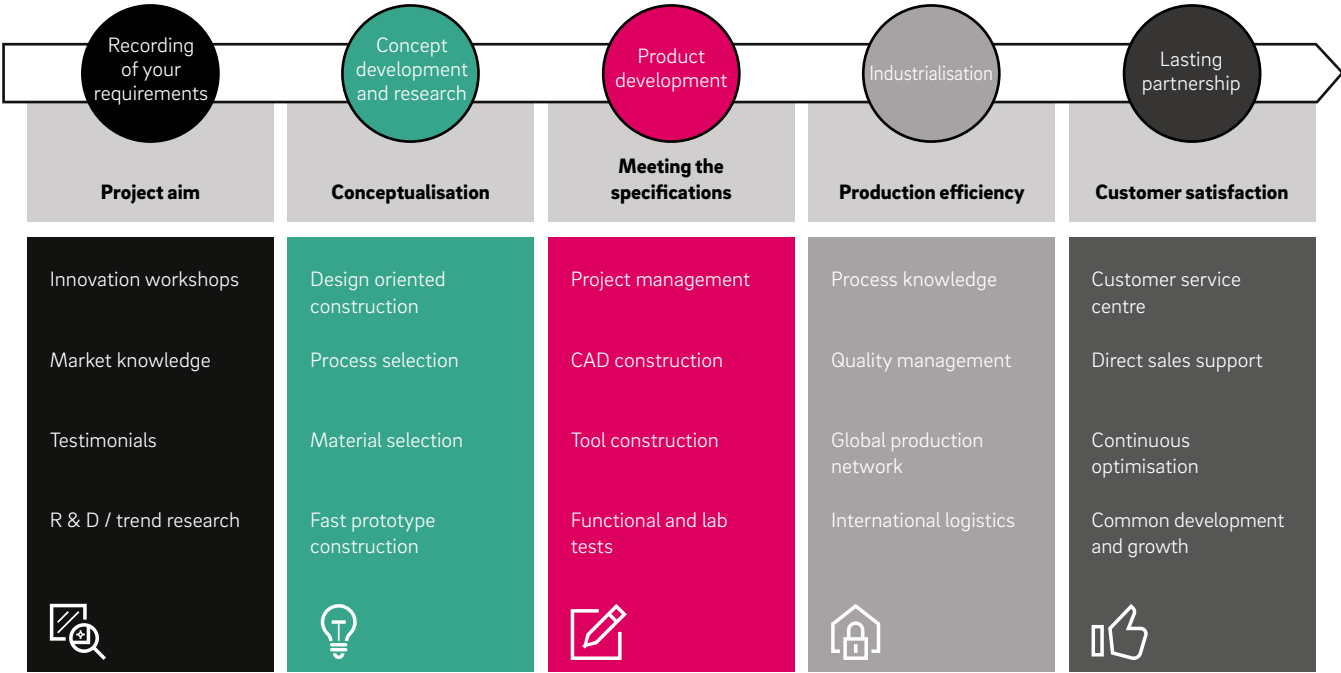 Recording
of your
requirements
Concept
development
and research
Product
development
Industrialisation
Lasting
partnership
Project aim
Conceptualisation
Meeting the
specifications
Production efficiency
Customer satisfaction
Innovation workshops
Market knowledge
Testimonials
R & D / trend research
Design oriented
construction
Process selection
Material selection
Fast prototype
construction
Project management
CAD construction
Tool construction
Functional and lab
tests
Process knowledge
Quality management
Global production
network
International logistics
Customer service
centre
Direct sales support
Continuous
optimisation
Common development
and growth